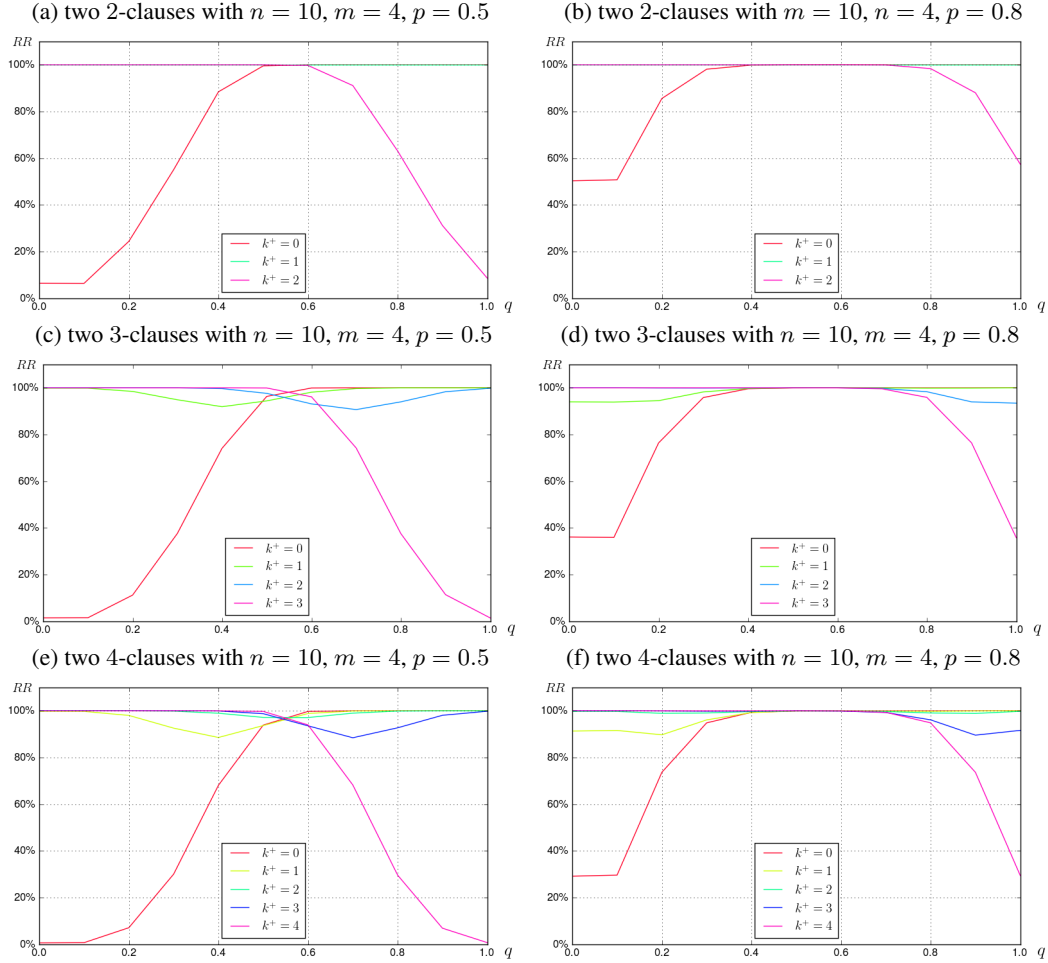 (a) two 2-clauses with n = 10, m = 4, p = 0.5
RR
100%
80%
60%
40%
20%
0%
0.0 0.2 0.4 0.6 0.8 1.0 q
k⁺ = 0
k⁺ = 1
k⁺ = 2
(b) two 2-clauses with m = 10, n = 4, p = 0.8
RR
100%
80%
60%
40%
20%
0%
0.0 0.2 0.4 0.6 0.8 1.0 q
k⁺ = 0
k⁺ = 1
k⁺ = 2
(c) two 3-clauses with n = 10, m = 4, p = 0.5
RR
100%
80%
60%
40%
20%
0%
0.0 0.2 0.4 0.6 0.8 1.0 q
k⁺ = 0
k⁺ = 1
k⁺ = 2
k⁺ = 3
(d) two 3-clauses with n = 10, m = 4, p = 0.8
RR
100%
80%
60%
40%
20%
0%
0.0 0.2 0.4 0.6 0.8 1.0 q
k⁺ = 0
k⁺ = 1
k⁺ = 2
k⁺ = 3
(e) two 4-clauses with n = 10, m = 4, p = 0.5
RR
100%
80%
60%
40%
20%
0%
0.0 0.2 0.4 0.6 0.8 1.0 q
k⁺ = 0
k⁺ = 1
k⁺ = 2
k⁺ = 3
k⁺ = 4
(f) two 4-clauses with n = 10, m = 4, p = 0.8
RR
100%
80%
60%
40%
20%
0%
0.0 0.2 0.4 0.6 0.8 1.0 q
k⁺ = 0
k⁺ = 1
k⁺ = 2
k⁺ = 3
k⁺ = 4